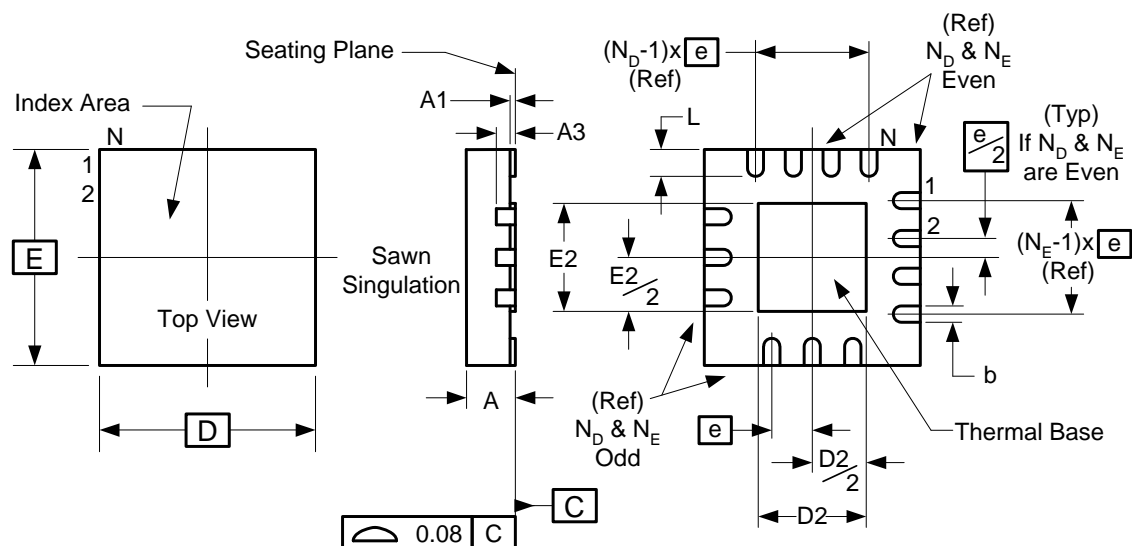 Seating Plane
Index Area
A1
A3
N
1
2
E
Top View
D
Sawn
Singulation
A
0.08 C
C
(N_D-1)x e
(Ref)
(Ref)
N_D & N_E
Even
L
N
e/2
(Typ)
If N_D & N_E
are Even
1
2
(N_E-1)x e
(Ref)
E2
E2/2
b
(Ref)
N_D & N_E
Odd
e
Thermal Base
D2/2
D2